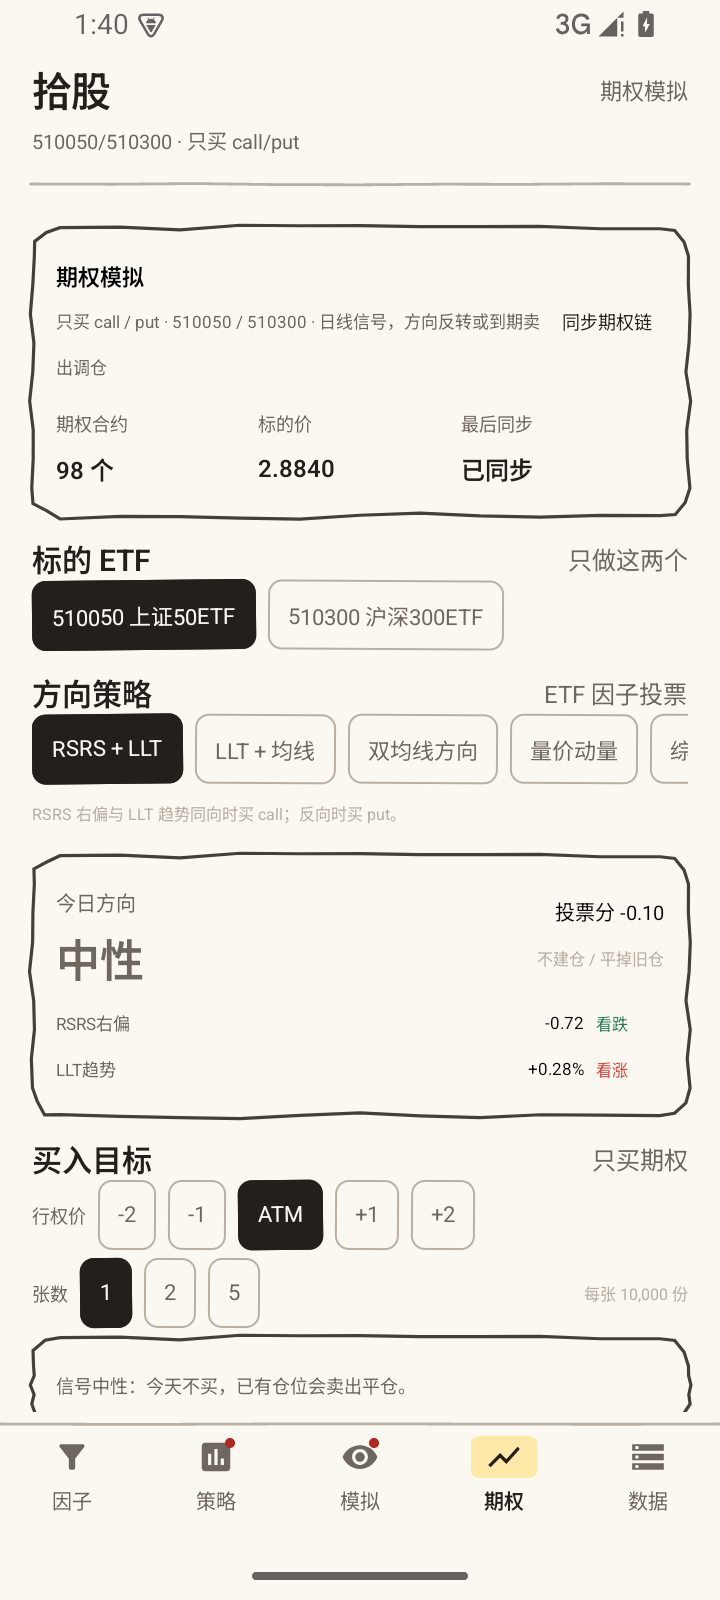 1:40
3G
拾股
期权模拟
510050/510300 · 只买 call/put
期权模拟
只买 call / put · 510050 / 510300 · 日线信号，方向反转或到期卖
出调仓
同步期权链
期权合约
标的价
最后同步
98 个
2.8840
已同步
标的 ETF
只做这两个
510050 上证50ETF
510300 沪深300ETF
方向策略
ETF 因子投票
RSRS + LLT
LLT + 均线
双均线方向
量价动量
综
RSRS 右偏与 LLT 趋势同向时买 call；反向时买 put。
今日方向
投票分 -0.10
中性
不建仓 / 平掉旧仓
RSRS右偏
-0.72 看跌
LLT趋势
+0.28% 看涨
买入目标
只买期权
行权价
-2
-1
ATM
+1
+2
张数
1
2
5
每张 10,000 份
信号中性：今天不买，已有仓位会卖出平仓。
因子
策略
模拟
期权
数据